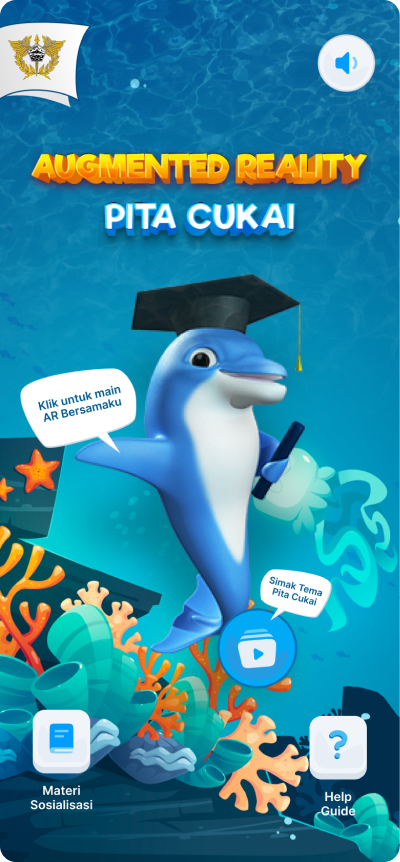 AUGMENTED REALITY
PITA CUKAI
Klik untuk main
AR Bersamaku
Simak Tema
Pita Cukai
Materi
Sosialisasi
?
Help
Guide